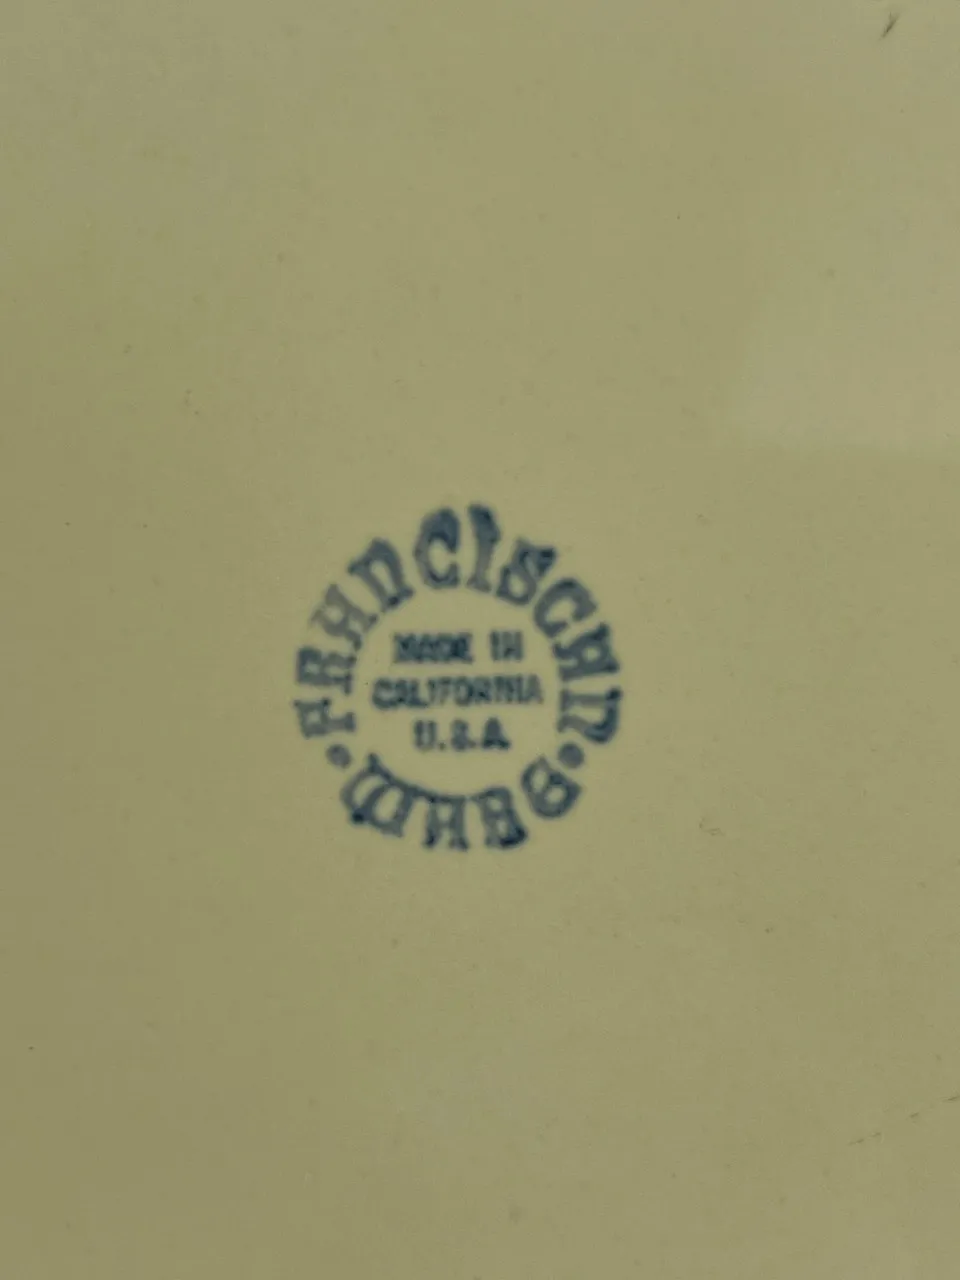 FRANCISCAN
MADE IN
CALIFORNIA
U.S.A.
WARE